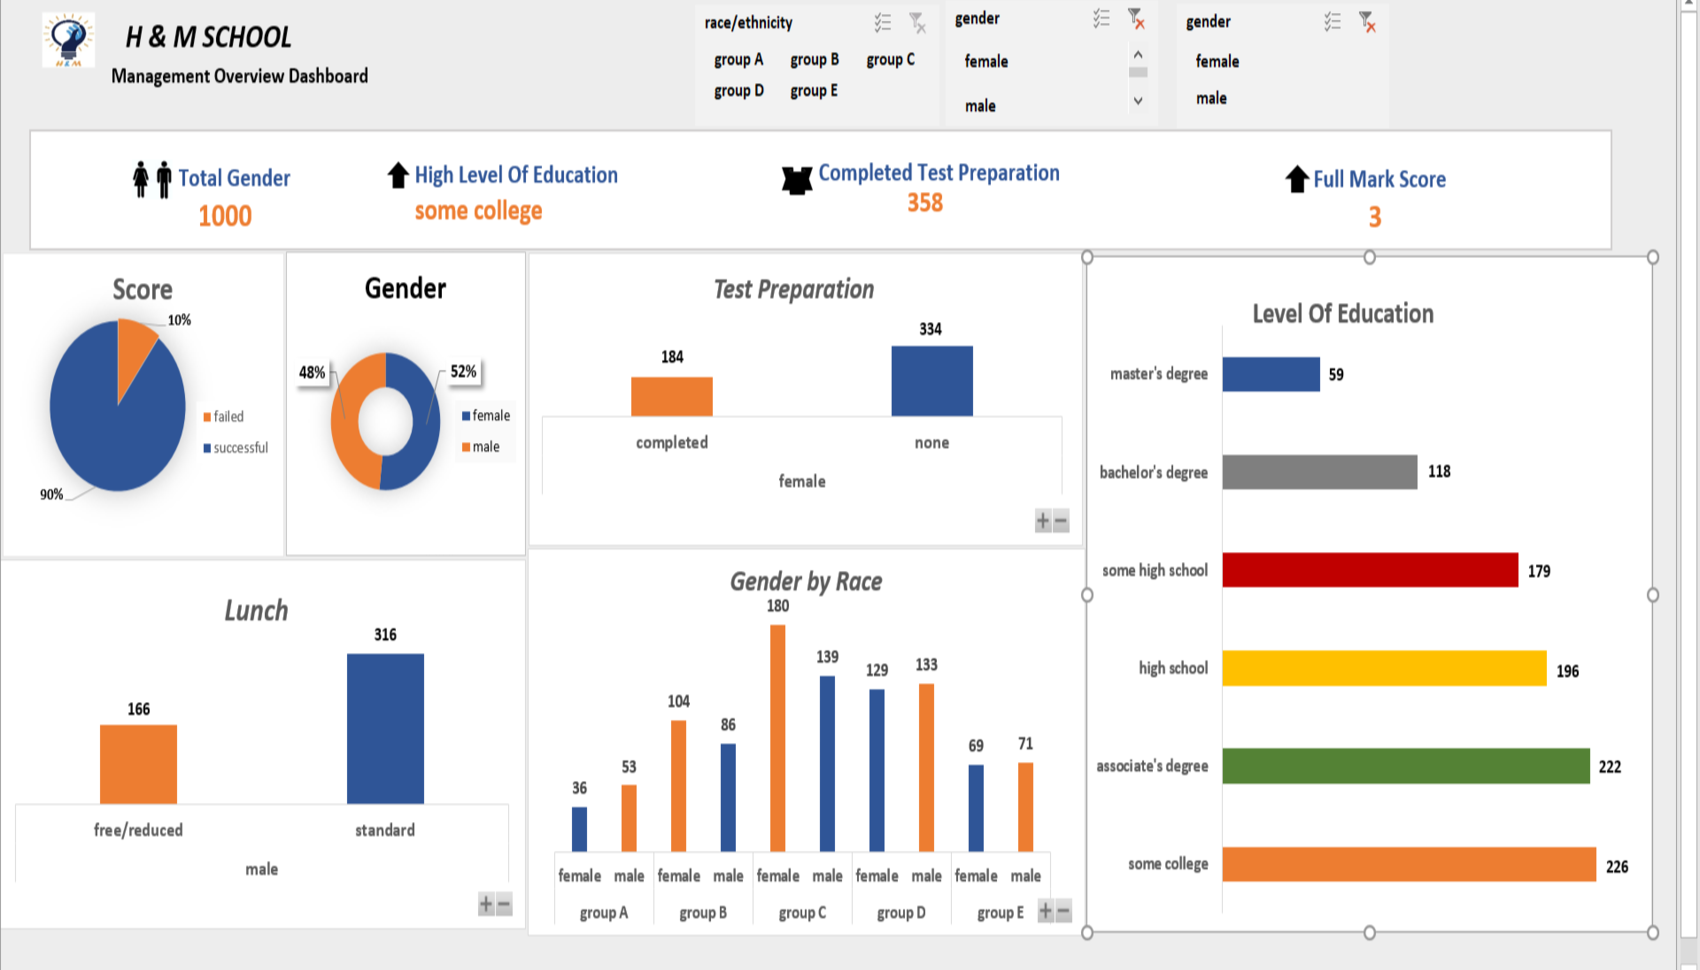 H & M SCHOOL
Management Overview Dashboard
H & M
race/ethnicity
group A group B group C
group D group E
gender
female
male
gender
female
male
Total Gender
1000
High Level Of Education
some college
Completed Test Preparation
358
Full Mark Score
3
Score
10%
failed
successful
90%
Gender
48%
52%
female
male
Test Preparation
184
334
completed none
female
Level Of Education
master's degree 59
bachelor's degree 118
some high school 179
high school 196
associate's degree 222
some college 226
Lunch
166
316
free/reduced standard
male
Gender by Race
36 53 104 86 180 139 129 133 69 71
female male female male female male female male female male
group A group B group C group D group E